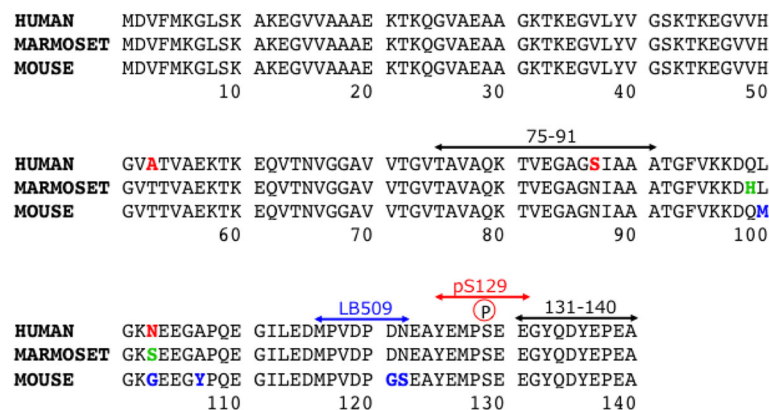 HUMAN MDVFMKGLSK AKEGVVAAAE KTKQGVAEAA GKTKEGVLYV GSKTKEGVVH
MARMOSET MDVFMKGLSK AKEGVVAAAE KTKQGVAEAA GKTKEGVLYV GSKTKEGVVH
MOUSE MDVFMKGLSK AKEGVVAAAE KTKQGVAEAA GKTKEGVLYV GSKTKEGVVH
10 20 30 40 50
75-91
HUMAN GVATVAEKTK EQVTNVGGAV VTGVTAVAQK TVEGAGSIAA ATGFVKKDQL
MARMOSET GVTTVAEKTK EQVTNVGGAV VTGVTAVAQK TVEGAGNIAA ATGFVKKDHL
MOUSE GVTTVAEKTK EQVTNVGGAV VTGVTAVAQK TVEGAGNIAA ATGFVKKDQM
60 70 80 90 100
LB509 pS129 131-140
P
HUMAN GKNEEGAPQE GILEDMPVDP DNEAYEMPSE EGYQDYEPEA
MARMOSET GKSEEGAPQE GILEDMPVDP DNEAYEMPSE EGYQDYEPEA
MOUSE GKGEEGYPQE GILEDMPVDP GSEAYEMPSE EGYQDYEPEA
110 120 130 140